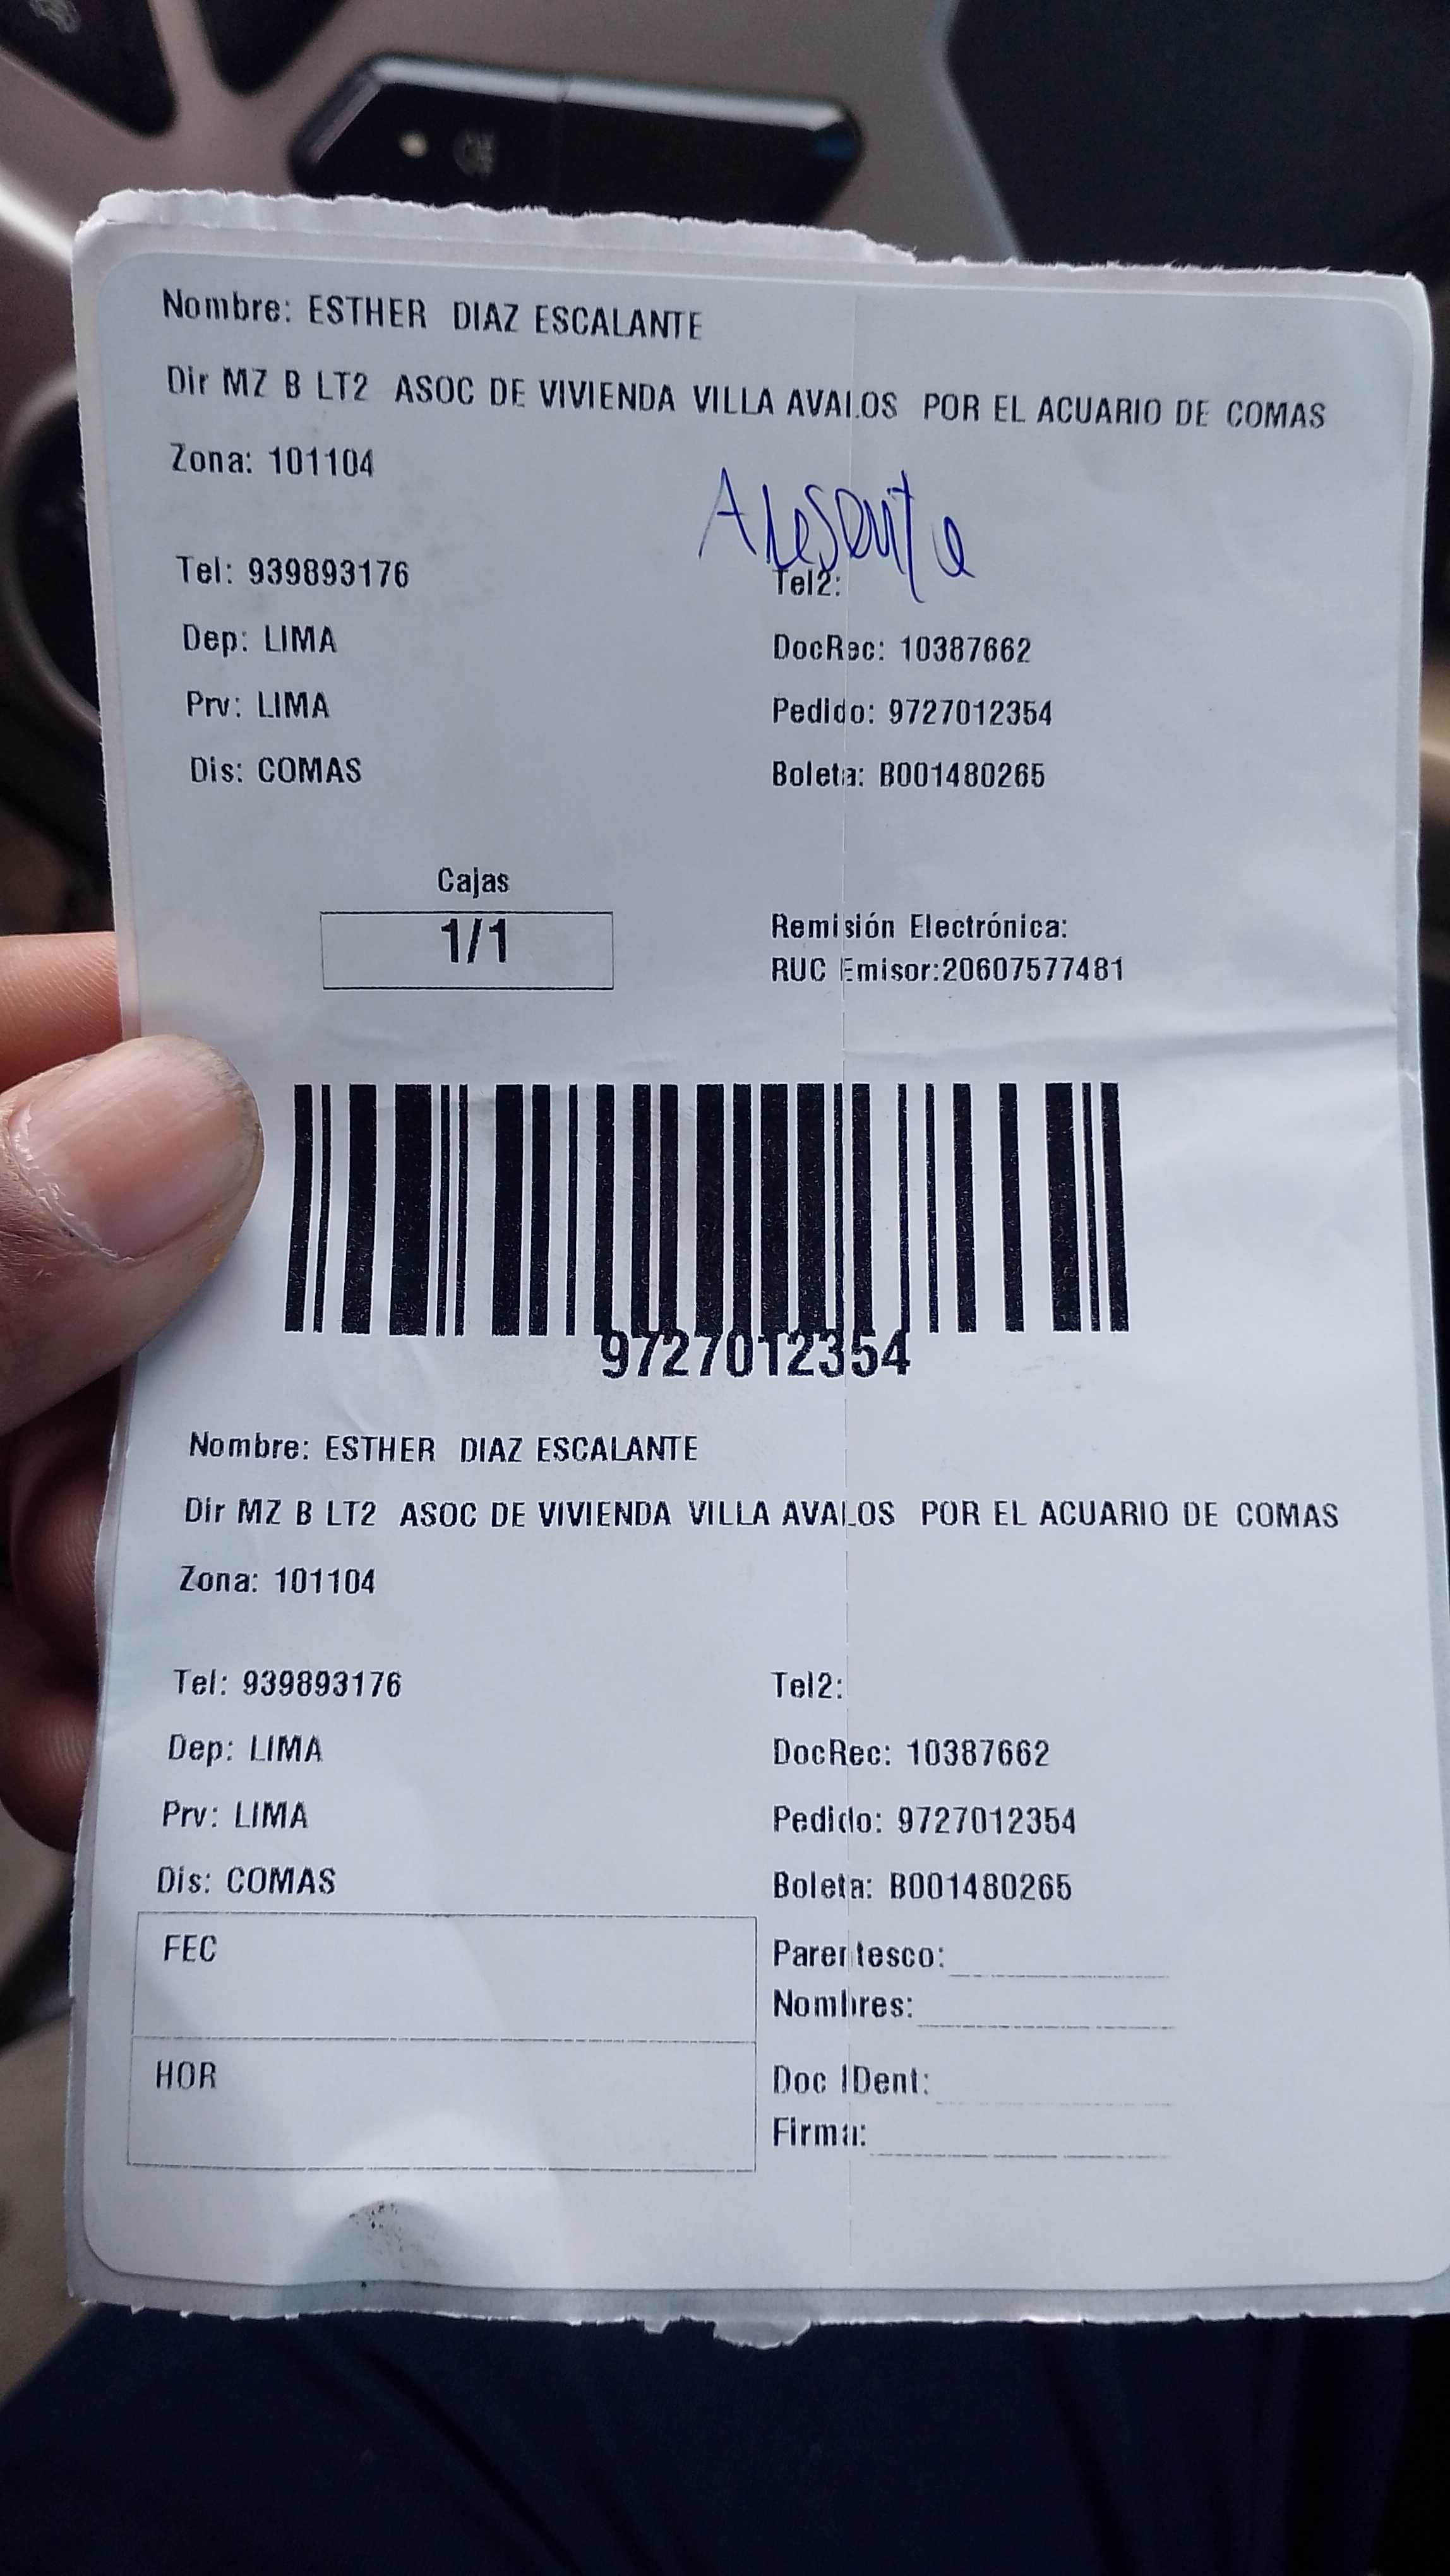 Nombre: ESTHER DIAZ ESCALANTE
Dir MZ B LT2 ASOC DE VIVIENDA VILLA AVALOS POR EL ACUARIO DE COMAS
Zona: 101104
Tel: 939893176 Tel2:
Dep: LIMA DocRec: 10387662
Prv: LIMA Pedido: 9727012354
Dis: COMAS Boleta: B001480265
Cajas
1/1
Remisión Electrónica:
RUC Emisor:20607577481
9727012354
Nombre: ESTHER DIAZ ESCALANTE
Dir MZ B LT2 ASOC DE VIVIENDA VILLA AVALOS POR EL ACUARIO DE COMAS
Zona: 101104
Tel: 939893176 Tel2:
Dep: LIMA DocRec: 10387662
Prv: LIMA Pedido: 9727012354
Dis: COMAS Boleta: B001480265
FEC
HOR
Parentesco:
Nombres:
Doc IDent:
Firma: